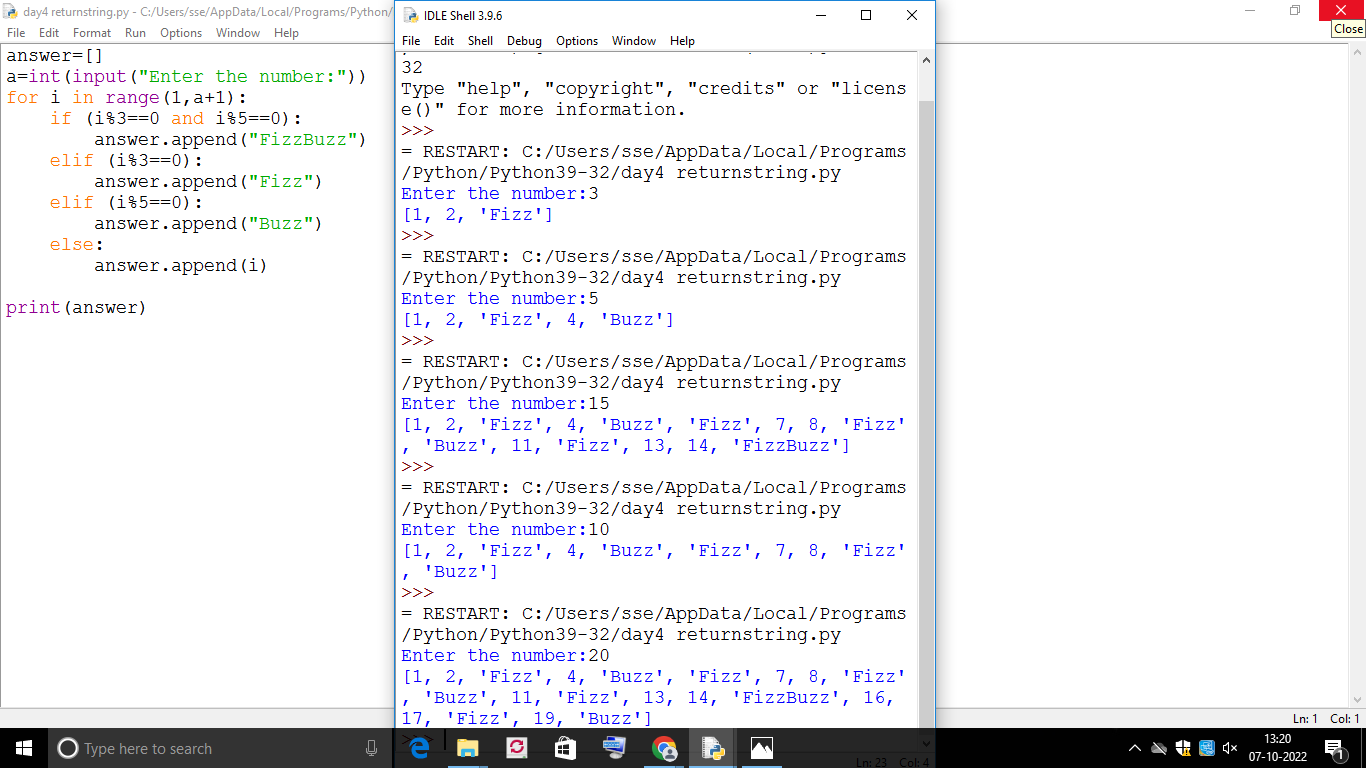 day4 returnstring.py - C:/Users/sse/AppData/Local/Programs/Python/
File Edit Format Run Options Window Help
answer=[]
a=int(input("Enter the number:"))
for i in range(1,a+1):
    if (i%3==0 and i%5==0):
        answer.append("FizzBuzz")
    elif (i%3==0):
        answer.append("Fizz")
    elif (i%5==0):
        answer.append("Buzz")
    else:
        answer.append(i)
print(answer)
IDLE Shell 3.9.6
File Edit Shell Debug Options Window Help
32
Type "help", "copyright", "credits" or "licens
e()" for more information.
>>>
= RESTART: C:/Users/sse/AppData/Local/Programs
/Python/Python39-32/day4 returnstring.py
Enter the number:3
[1, 2, 'Fizz']
>>>
= RESTART: C:/Users/sse/AppData/Local/Programs
/Python/Python39-32/day4 returnstring.py
Enter the number:5
[1, 2, 'Fizz', 4, 'Buzz']
>>>
= RESTART: C:/Users/sse/AppData/Local/Programs
/Python/Python39-32/day4 returnstring.py
Enter the number:15
[1, 2, 'Fizz', 4, 'Buzz', 'Fizz', 7, 8, 'Fizz'
, 'Buzz', 11, 'Fizz', 13, 14, 'FizzBuzz']
>>>
= RESTART: C:/Users/sse/AppData/Local/Programs
/Python/Python39-32/day4 returnstring.py
Enter the number:10
[1, 2, 'Fizz', 4, 'Buzz', 'Fizz', 7, 8, 'Fizz'
, 'Buzz']
>>>
= RESTART: C:/Users/sse/AppData/Local/Programs
/Python/Python39-32/day4 returnstring.py
Enter the number:20
[1, 2, 'Fizz', 4, 'Buzz', 'Fizz', 7, 8, 'Fizz'
, 'Buzz', 11, 'Fizz', 13, 14, 'FizzBuzz', 16,
17, 'Fizz', 19, 'Buzz']
>>>
Ln: 23 Col: 4
Close
Ln: 1 Col: 1
Type here to search
13:20
07-10-2022
1